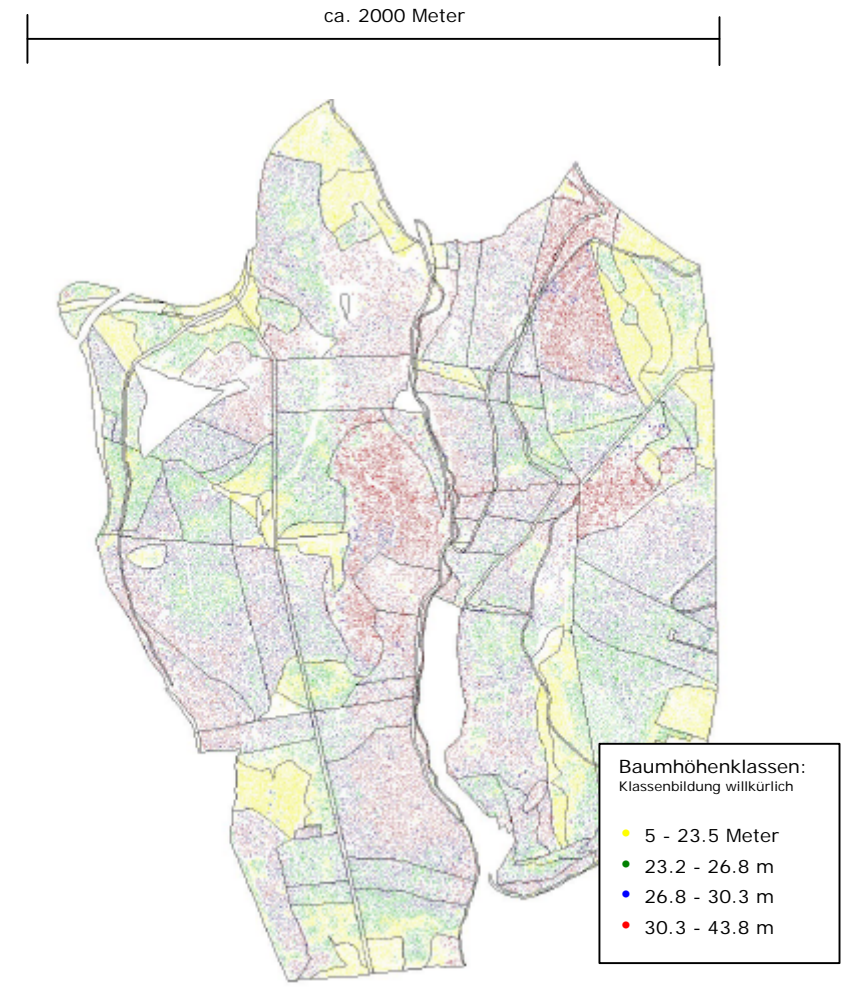 ca. 2000 Meter
Baumhöhenklassen:
Klassenbildung willkürlich
5 - 23.5 Meter
23.2 - 26.8 m
26.8 - 30.3 m
30.3 - 43.8 m